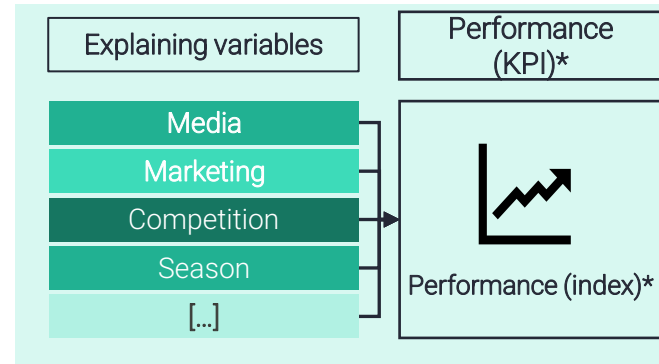 Explaining variables
Performance
(KPI)*
Media
Marketing
Competition
Season
[...]
Performance (index)*